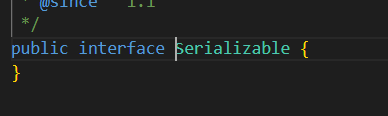 * @since 1.1
*/
public interface Serializable {
}